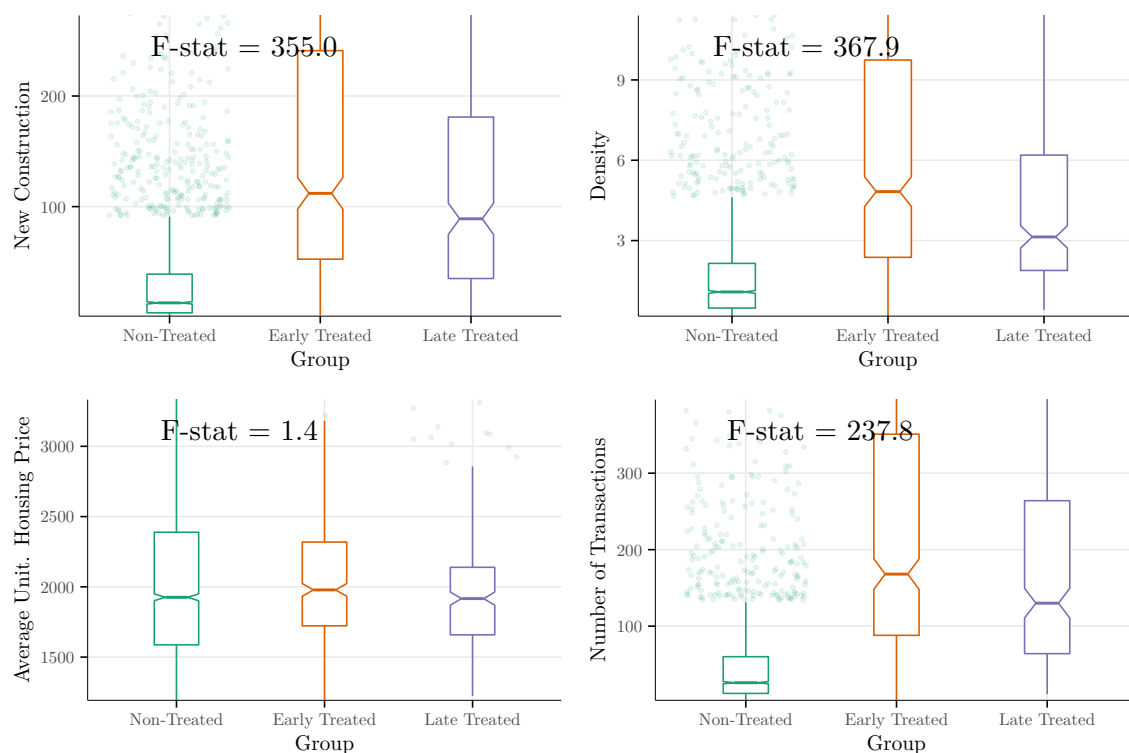 F-stat = 355.0
New Construction
200
100
Non-Treated
Early Treated
Late Treated
Group
F-stat = 367.9
Density
9
6
3
Non-Treated
Early Treated
Late Treated
Group
F-stat = 1.4
Average Unit. Housing Price
3000
2500
2000
1500
Non-Treated
Early Treated
Late Treated
Group
F-stat = 237.8
Number of Transactions
300
200
100
Non-Treated
Early Treated
Late Treated
Group